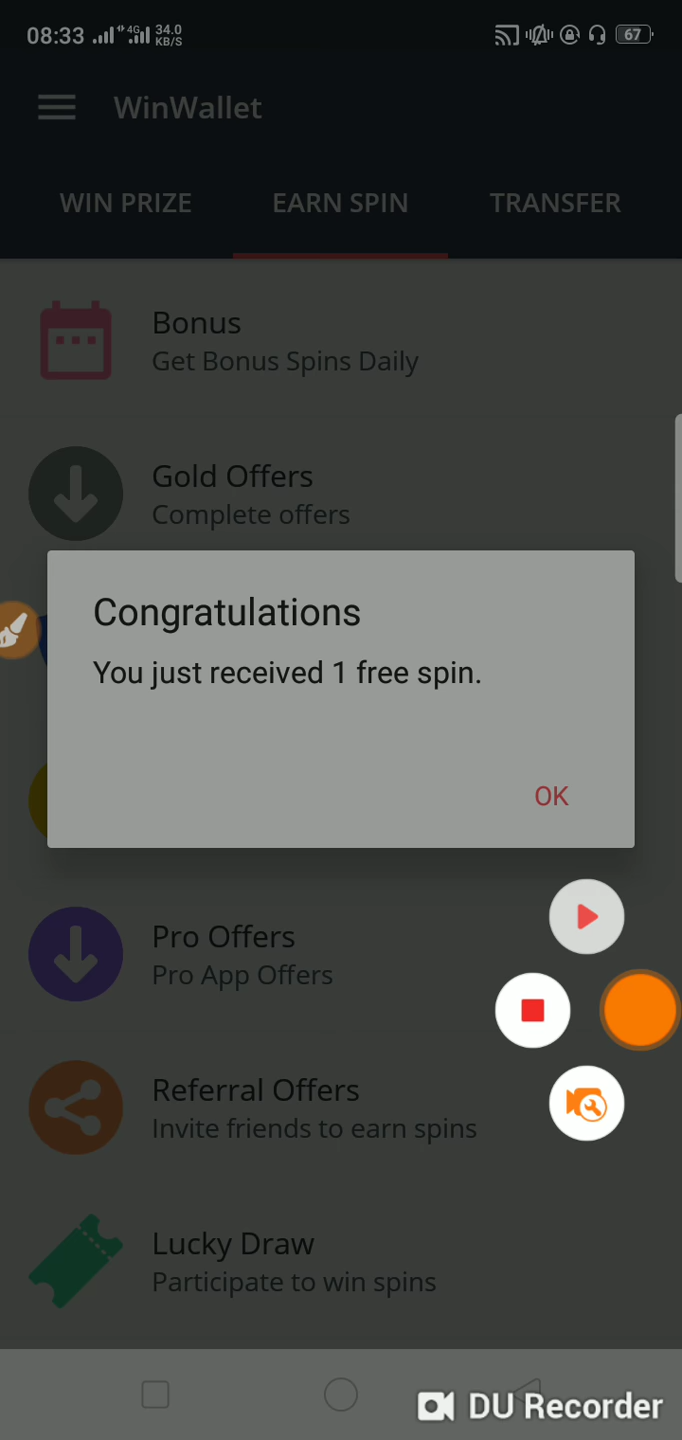 08:33 4G 34.0 KB/S 67
WinWallet
WIN PRIZE EARN SPIN TRANSFER
Bonus
Get Bonus Spins Daily
Gold Offers
Complete offers
Congratulations
You just received 1 free spin.
OK
Pro Offers
Pro App Offers
Referral Offers
Invite friends to earn spins
Lucky Draw
Participate to win spins
DU Recorder